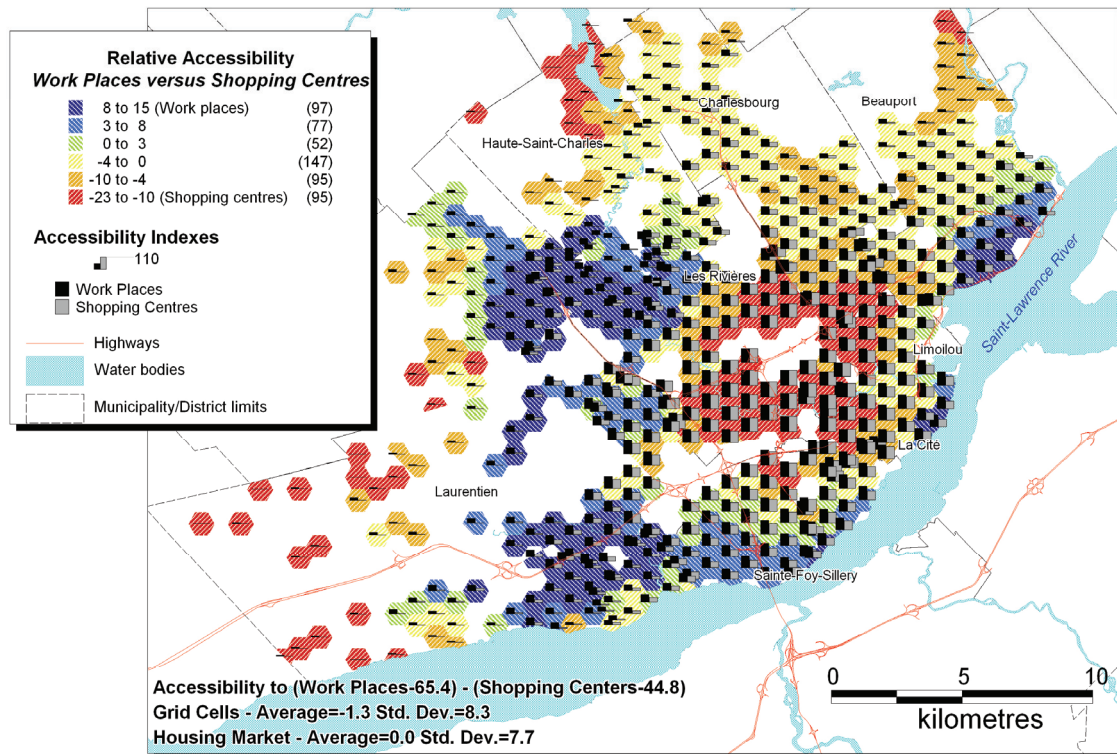 Relative Accessibility
Work Places versus Shopping Centres
8 to 15 (Work places) (97)
3 to 8 (77)
0 to 3 (52)
-4 to 0 (147)
-10 to -4 (95)
-23 to -10 (Shopping centres) (95)
Accessibility Indexes
110
Work Places
Shopping Centres
Highways
Water bodies
Municipality/District limits
Charlesbourg
Beauport
Haute-Saint-Charles
Les Rivières
Saint-Lawrence River
Limoilou
La Cité
Laurentien
Sainte-Foy-Sillery
Accessibility to (Work Places-65.4) - (Shopping Centers-44.8)
Grid Cells - Average=-1.3 Std. Dev.=8.3
Housing Market - Average=0.0 Std. Dev.=7.7
0 5 10
kilometres